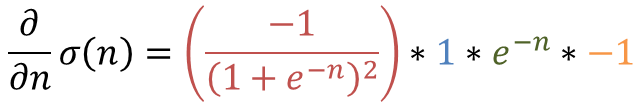 ∂/∂n σ(n) = (−1/(1 + e⁻ⁿ)²) * 1 * e⁻ⁿ * −1